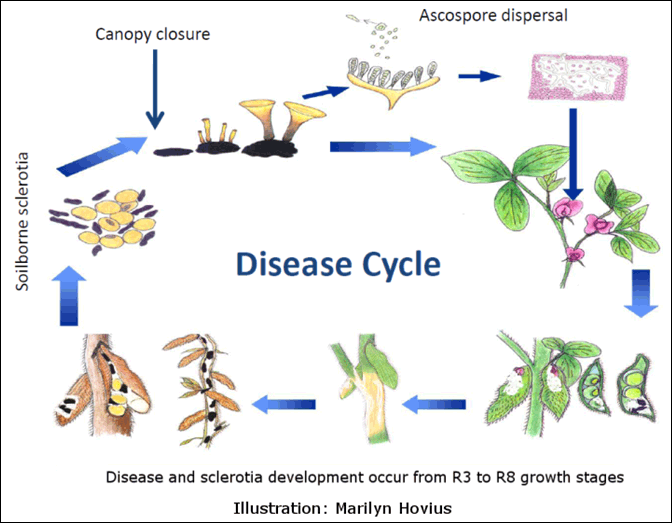 Canopy closure
Ascospore dispersal
Soilborne sclerotia
Disease Cycle
Disease and sclerotia development occur from R3 to R8 growth stages
Illustration: Marilyn Hovius